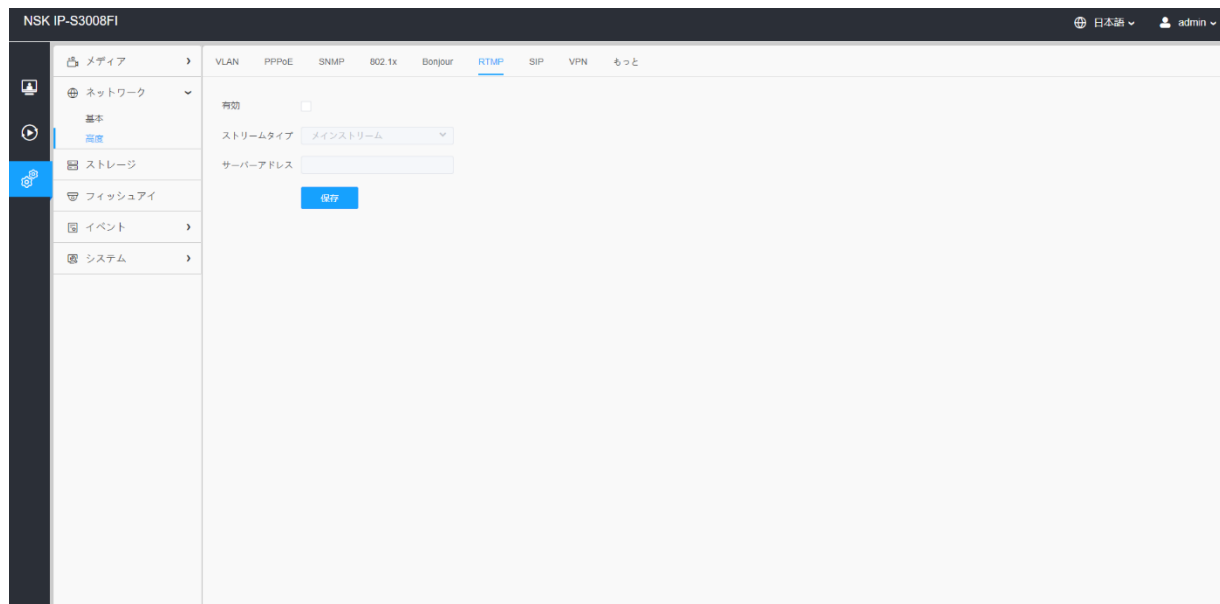 NSK IP-S3008FI
日本語
admin
メディア
ネットワーク
基本
高度
ストレージ
フィッシュアイ
イベント
システム
VLAN PPPoE SNMP 802.1x Bonjour RTMP SIP VPN もっと
有効
ストリームタイプ メインストリーム
サーバーアドレス
保存